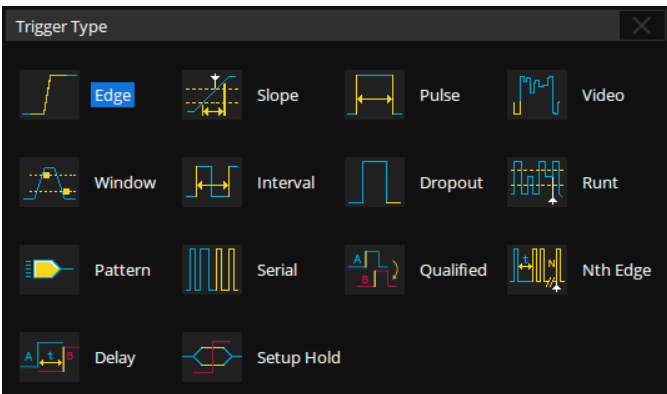 Trigger Type
Edge Slope Pulse Video
Window Interval Dropout Runt
Pattern Serial A B Qualified t N Nth Edge
A t B Delay Setup Hold